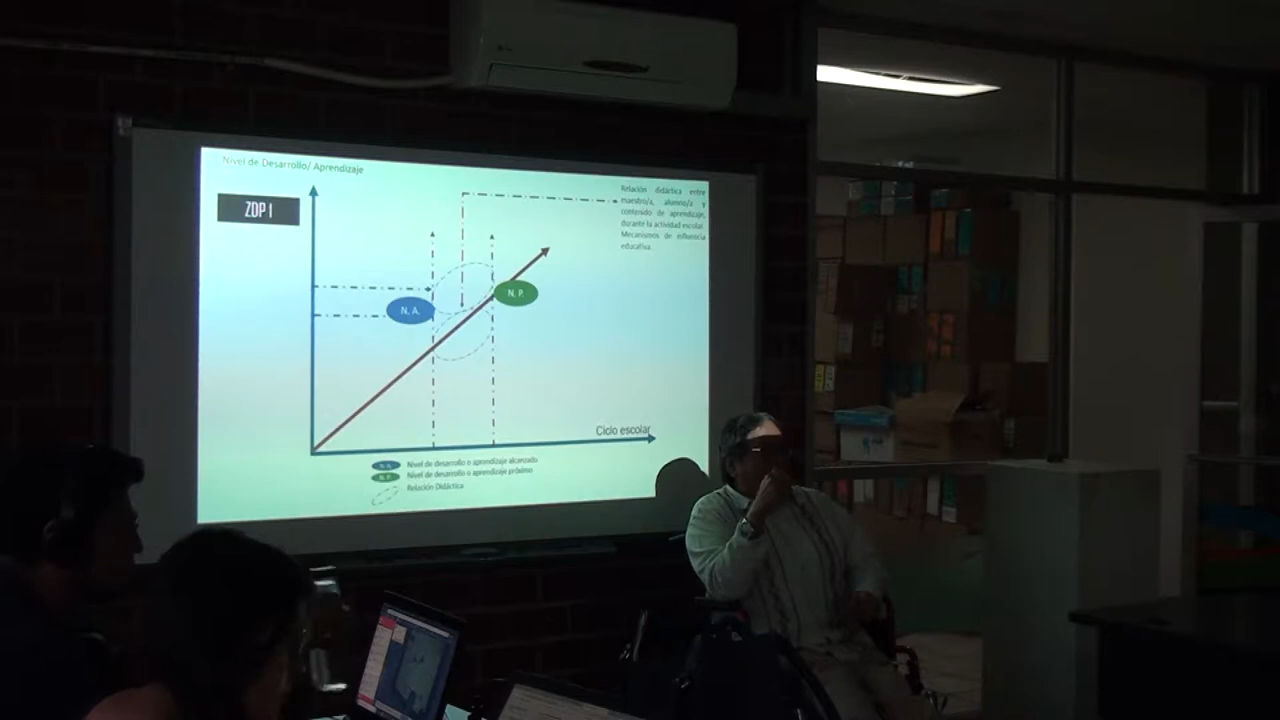 Nivel de Desarrollo/ Aprendizaje
ZDP I
Relación didáctica entre
maestro/a, alumno/a y
contenido de aprendizaje,
durante la actividad escolar.
Mecanismos de influencia
educativa.
N. A.
N. P.
Ciclo escolar
N. A. Nivel de desarrollo o aprendizaje alcanzado
N. P. Nivel de desarrollo o aprendizaje próximo
Relación Didáctica